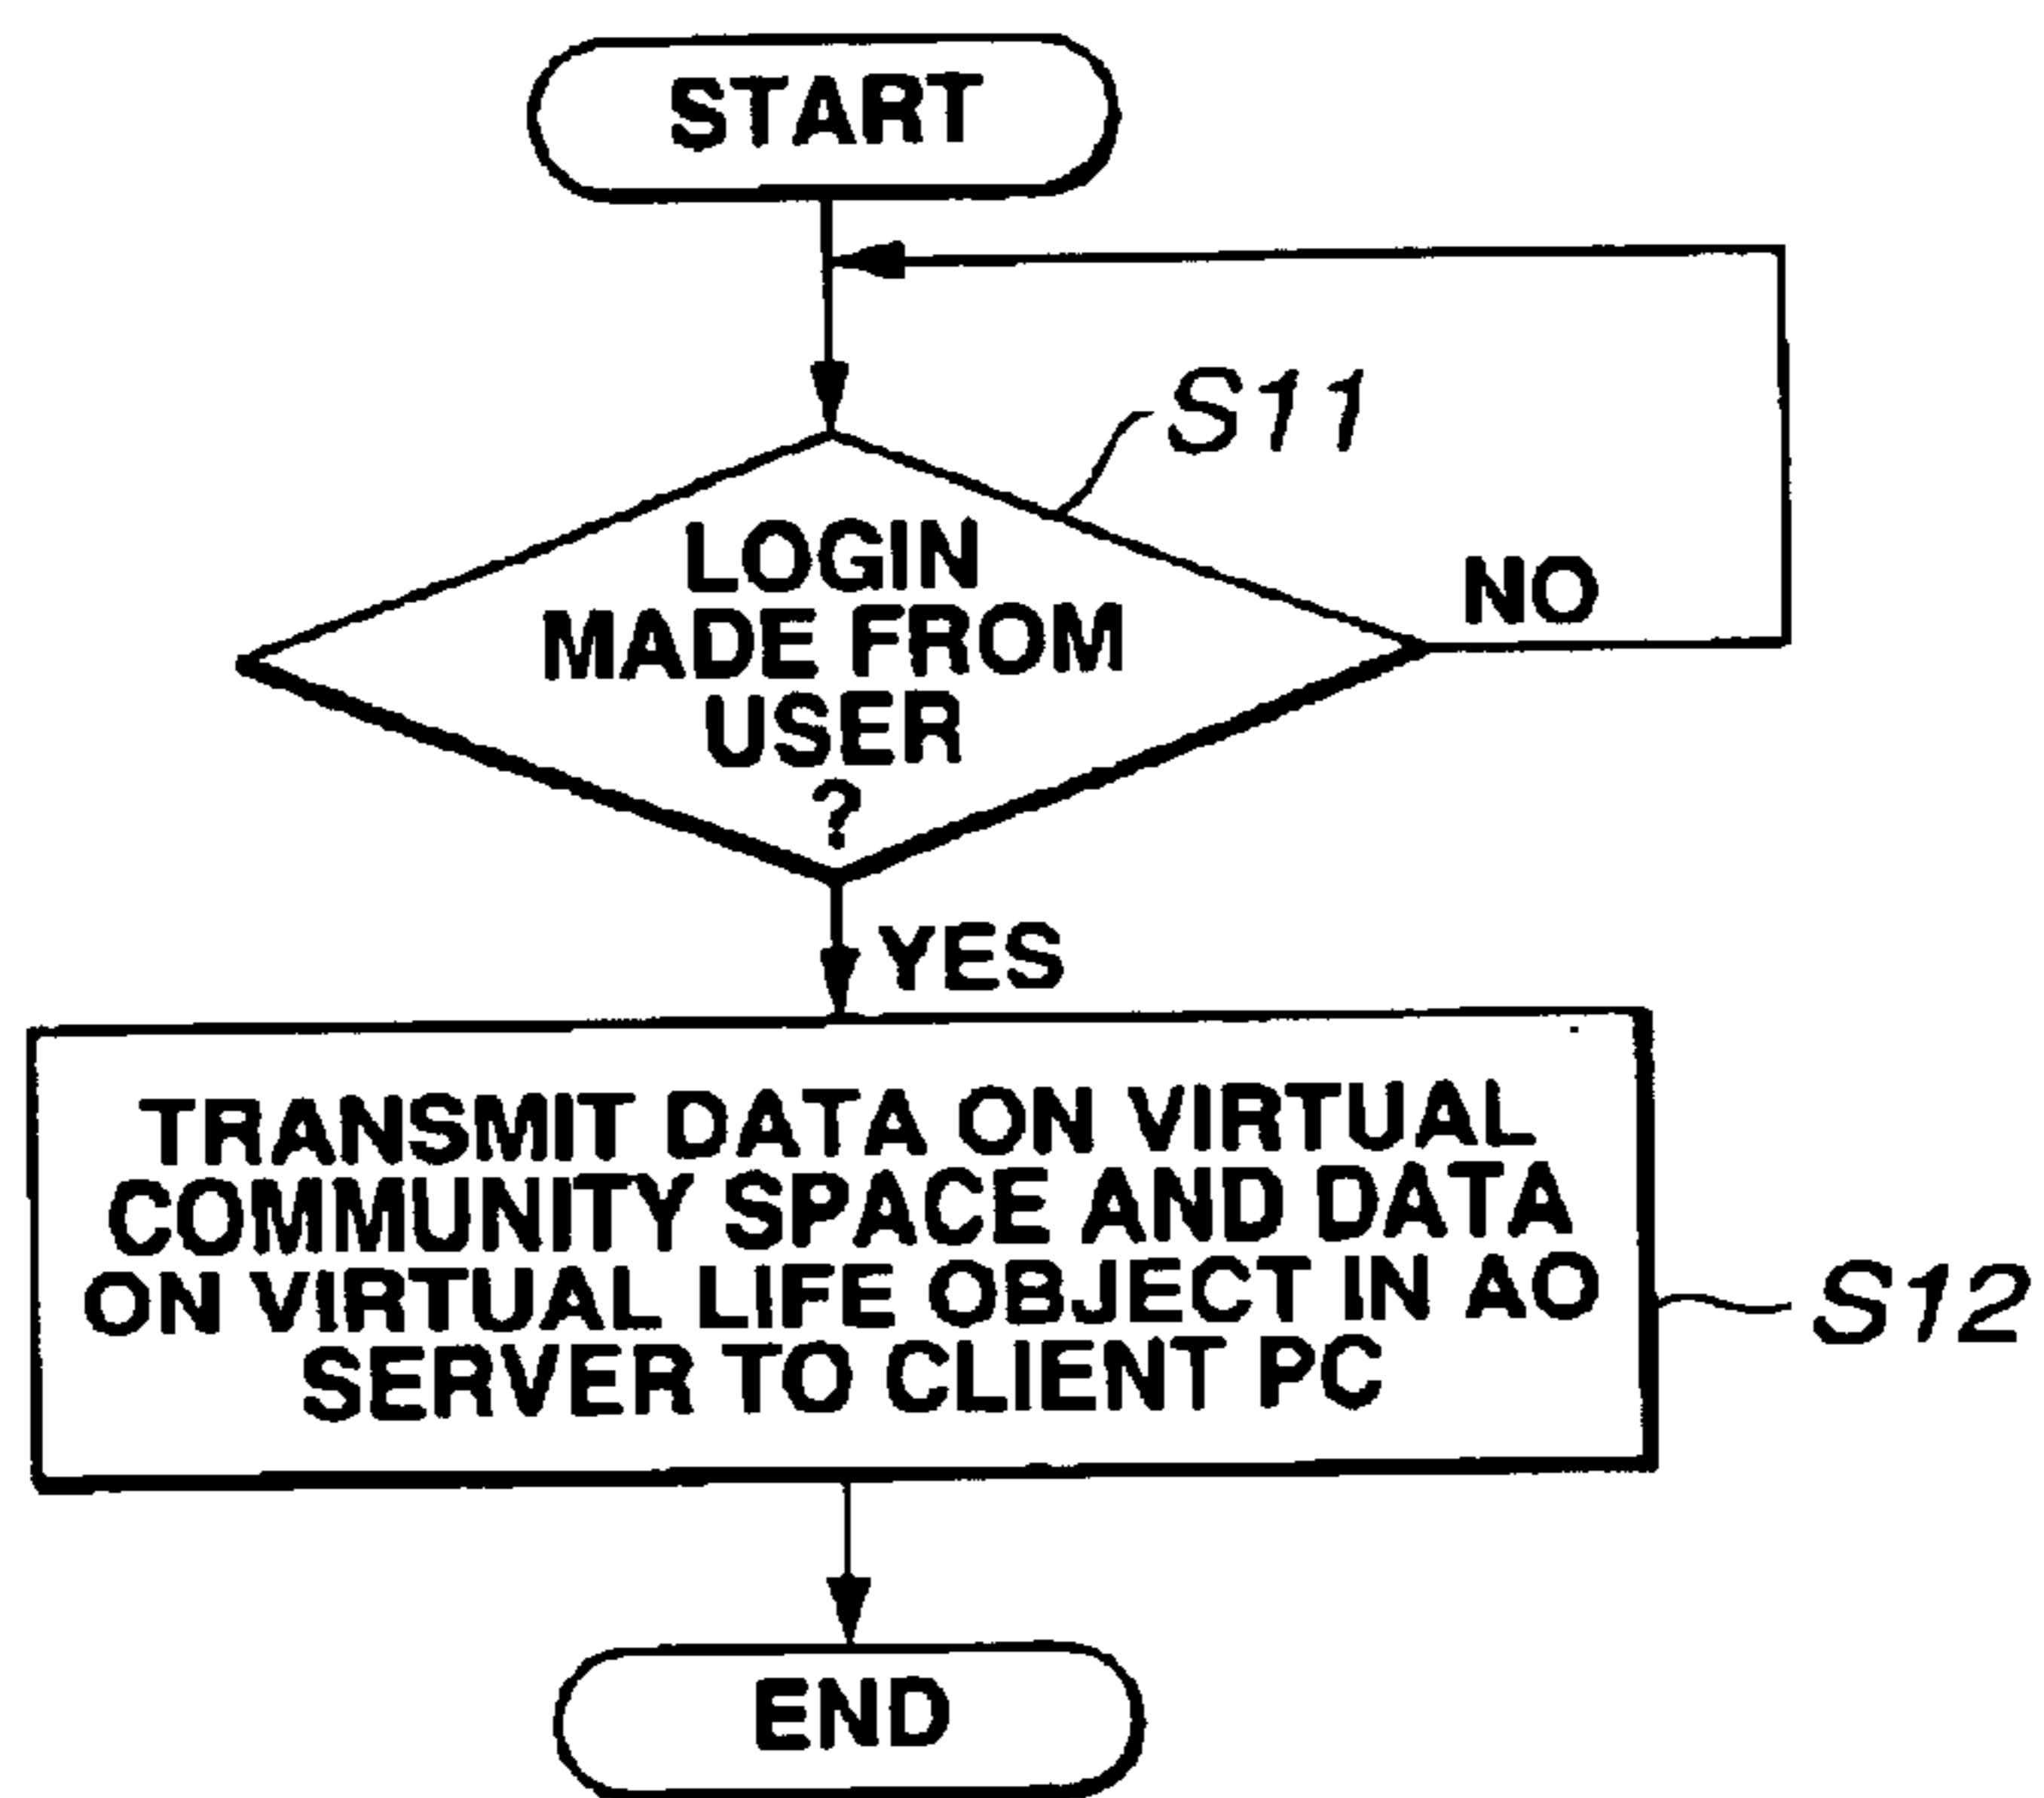 START
S11
LOGIN
MADE FROM
USER
?
NO
YES
TRANSMIT DATA ON VIRTUAL
COMMUNITY SPACE AND DATA
ON VIRTUAL LIFE OBJECT IN AO
SERVER TO CLIENT PC
S12
END